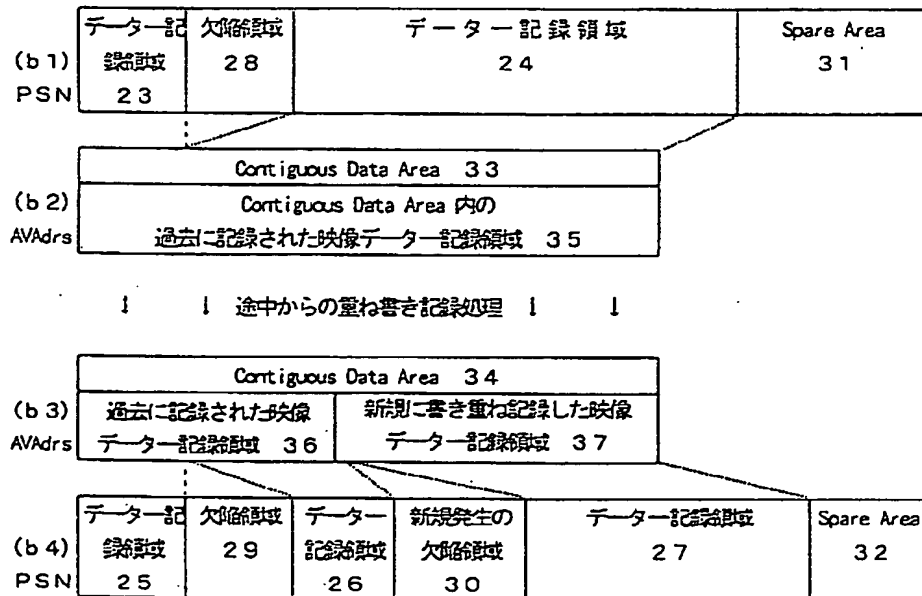 データー記 欠陥領域 データー記録領域 Spare Area
(b1) 録領域 28 24 31
PSN 23
Contiguous Data Area 33
(b2) Contiguous Data Area 内の
AVAdrs 過去に記録された映像データー記録領域 35
↓ ↓ 途中からの重ね書き記録処理 ↓ ↓
Contiguous Data Area 34
(b3) 過去に記録された映像 新規に書き重ね記録した映像
AVAdrs データー記録領域 36 データー記録領域 37
データー記 欠陥領域 データー 新規発生の データー記録領域 Spare Area
(b4) 録領域 29 記録領域 欠陥領域 27 32
PSN 25 26 30